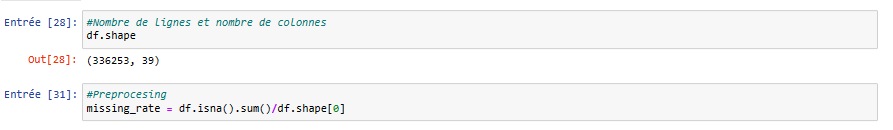 Entrée [28]: #Nombre de lignes et nombre de colonnes
df.shape
Out[28]: (336253, 39)
Entrée [31]: #Preprocesing
missing_rate = df.isna().sum()/df.shape[0]